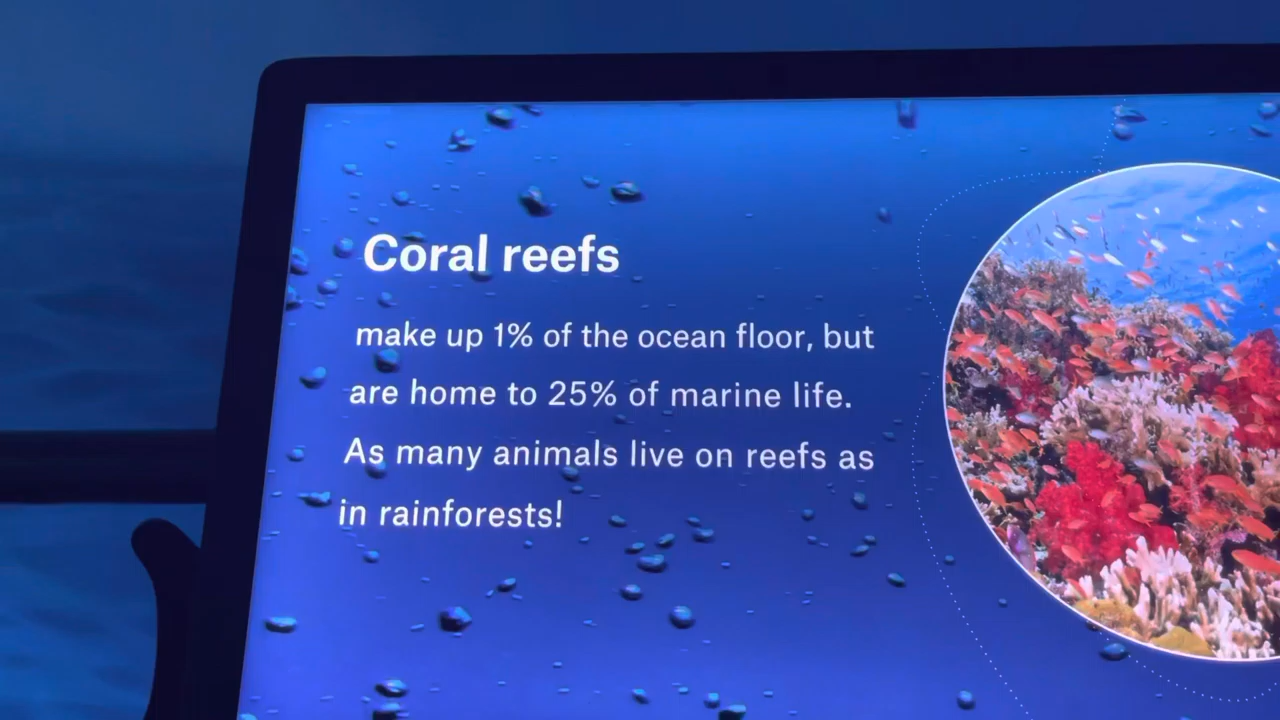 Coral reefs
make up 1% of the ocean floor, but
are home to 25% of marine life.
As many animals live on reefs as
in rainforests!